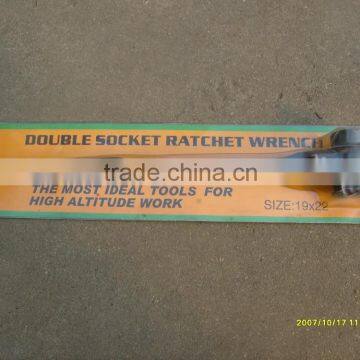 DOUBLE SOCKET RATCHET WRENCH
trade.china.cn
THE MOST IDEAL TOOLS FOR
HIGH ALTITUDE WORK
SIZE:19x22
2007/10/17 11